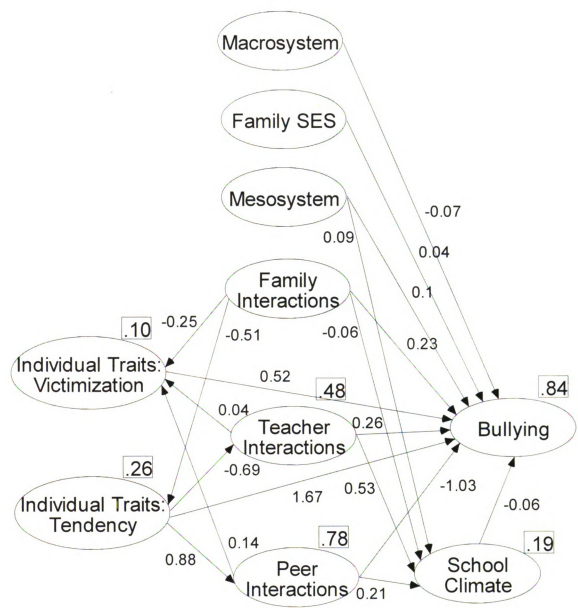 Macrosystem
Family SES
Mesosystem
-0.07
0.09
0.04
Family
Interactions
0.1
.10
-0.25
-0.51
-0.06
0.23
Individual Traits:
Victimization
0.52
.48
.84
0.04
Teacher
Interactions
0.26
Bullying
.26
-0.69
Individual Traits:
Tendency
1.67
0.53
-1.03
-0.06
0.88
0.14
.78
.19
Peer
Interactions
0.21
School
Climate